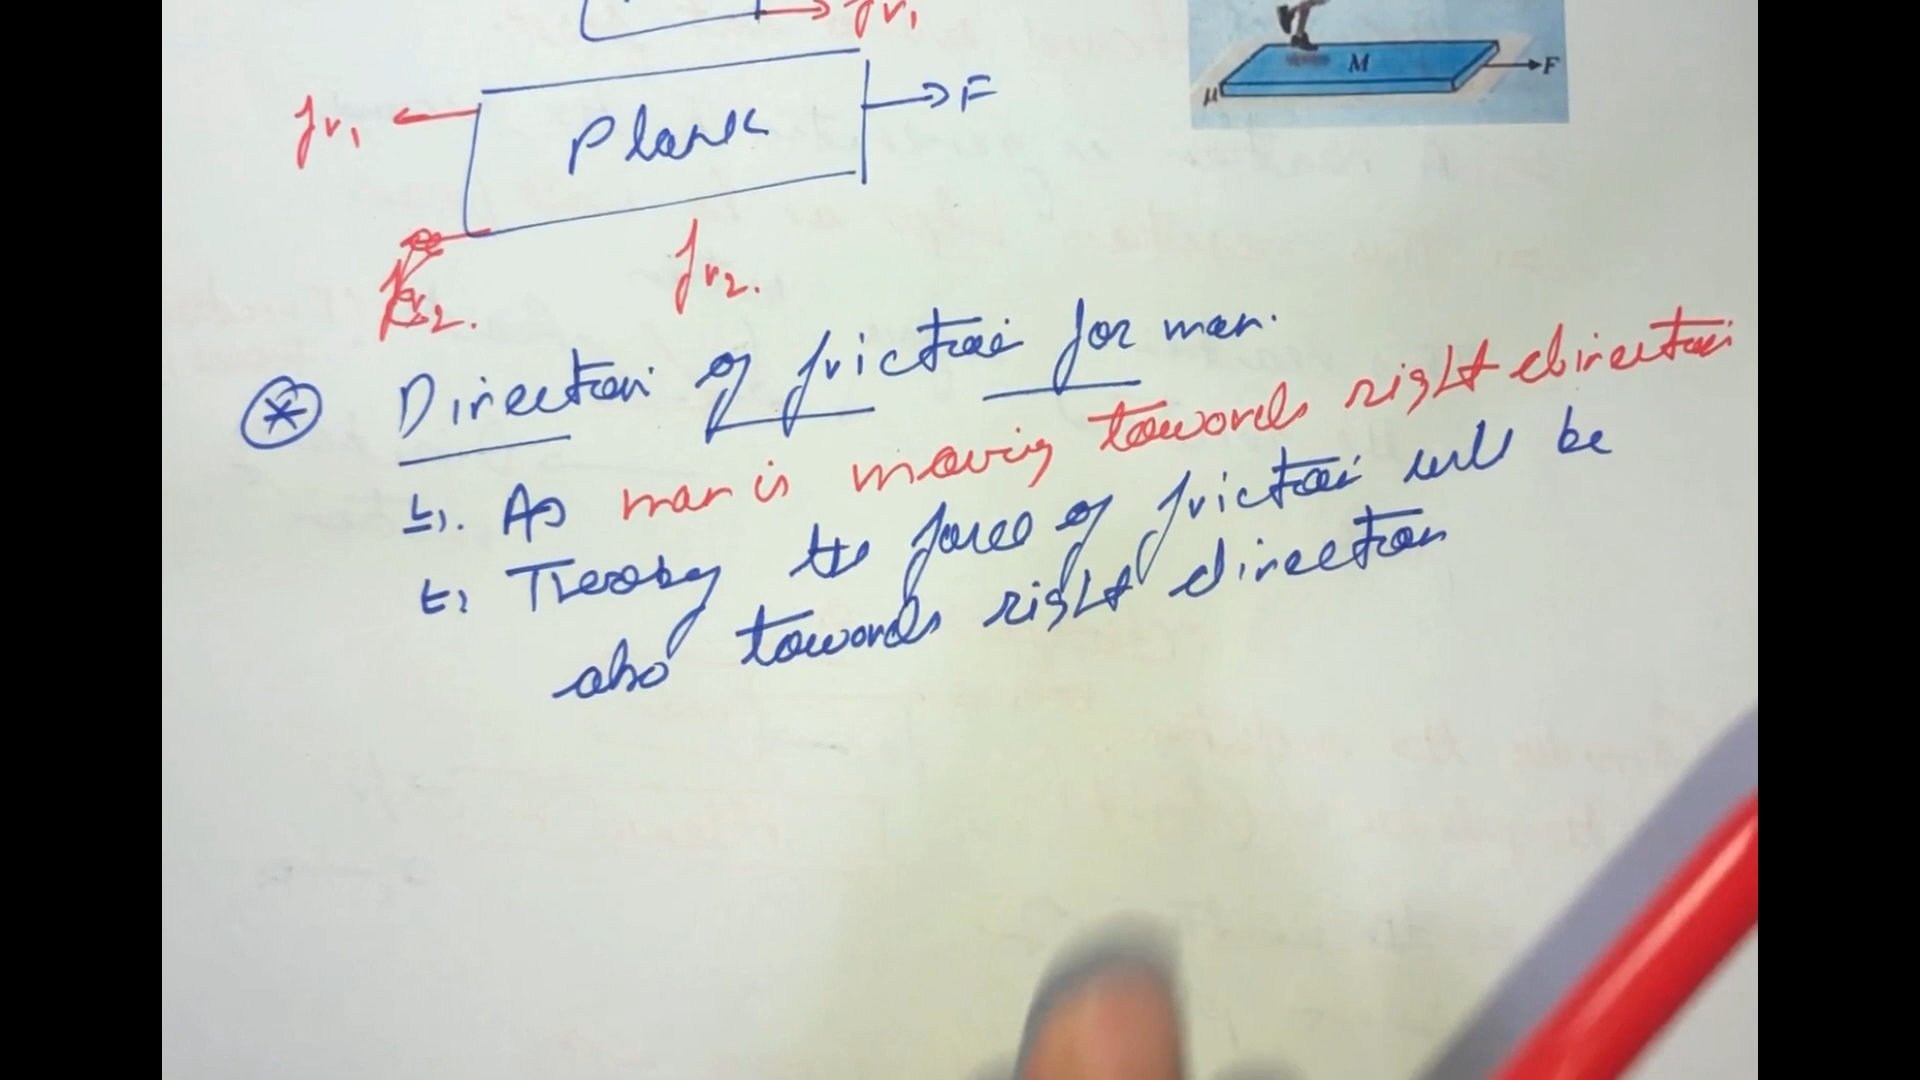 fr1
M
F
μ
F
fr1
Plank
fr2.
fr2.
* Direction of friction for man.
↳. As man is moving towards right direction
↳ Thereby the force of friction will be
also towards right direction